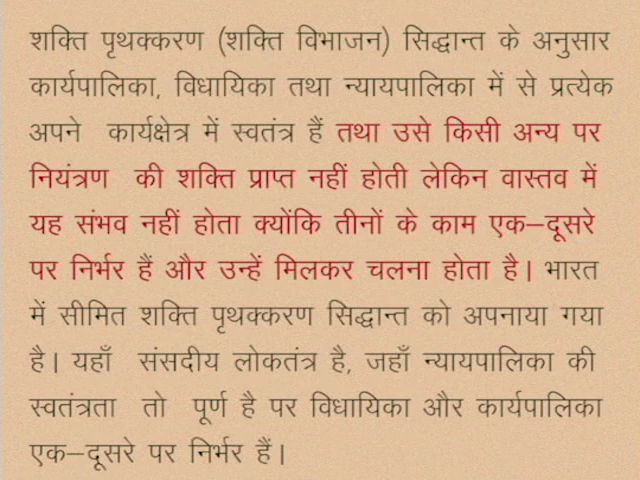 शक्ति पृथक्करण (शक्ति विभाजन) सिद्धान्त के अनुसार
कार्यपालिका, विधायिका तथा न्यायपालिका में से प्रत्येक
अपने कार्यक्षेत्र में स्वतंत्र हैं तथा उसे किसी अन्य पर
नियंत्रण की शक्ति प्राप्त नहीं होती लेकिन वास्तव में
यह संभव नहीं होता क्योंकि तीनों के काम एक–दूसरे
पर निर्भर हैं और उन्हें मिलकर चलना होता है। भारत
में सीमित शक्ति पृथक्करण सिद्धान्त को अपनाया गया
है। यहाँ संसदीय लोकतंत्र है, जहाँ न्यायपालिका की
स्वतंत्रता तो पूर्ण है पर विधायिका और कार्यपालिका
एक–दूसरे पर निर्भर हैं।